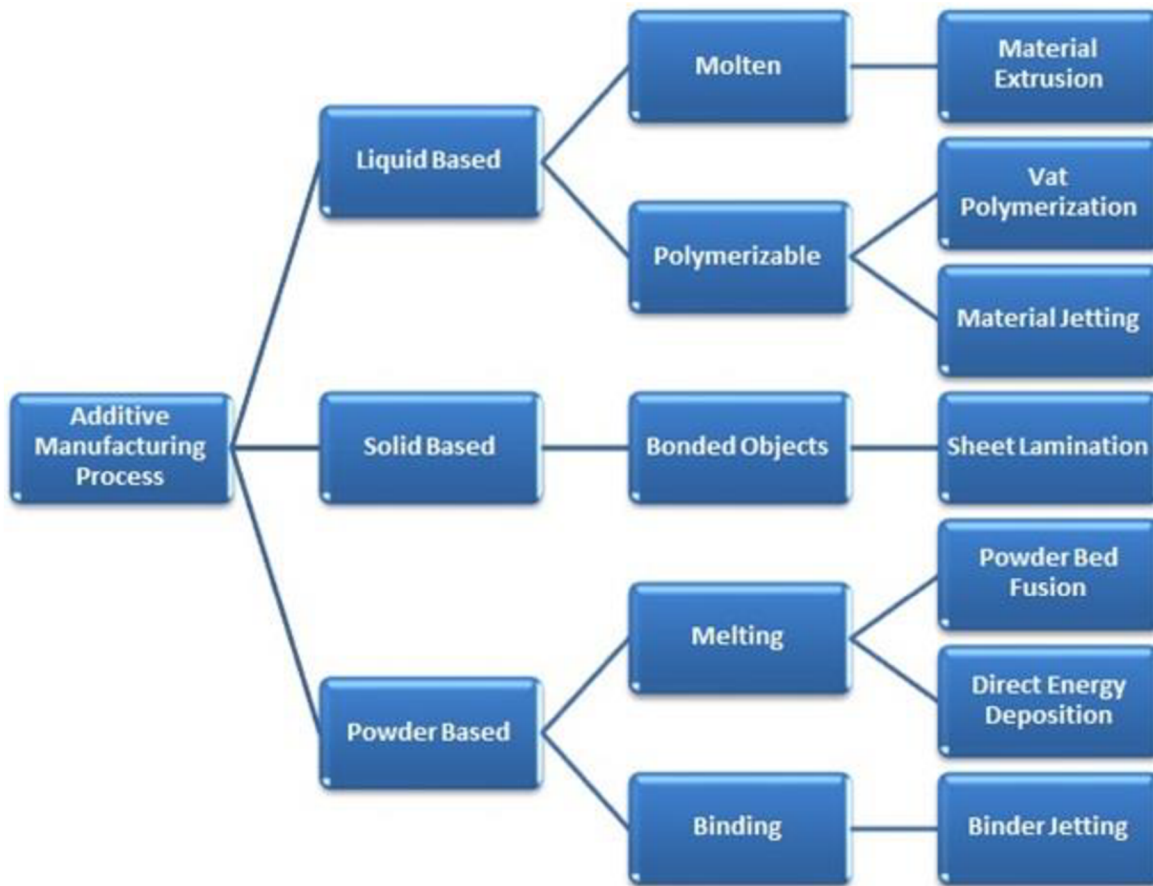 Additive
Manufacturing
Process
Liquid Based
Molten
Material
Extrusion
Polymerizable
Vat
Polymerization
Material Jetting
Solid Based
Bonded Objects
Sheet Lamination
Powder Based
Melting
Powder Bed
Fusion
Direct Energy
Deposition
Binding
Binder Jetting